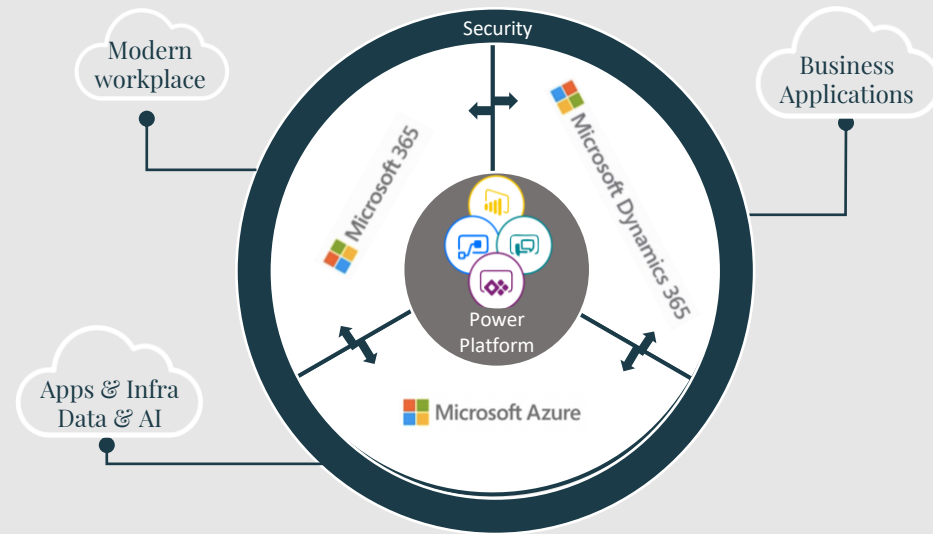 Security
Modern
workplace
Business
Applications
Microsoft 365
Microsoft Dynamics 365
Power
Platform
Apps & Infra
Data & AI
Microsoft Azure